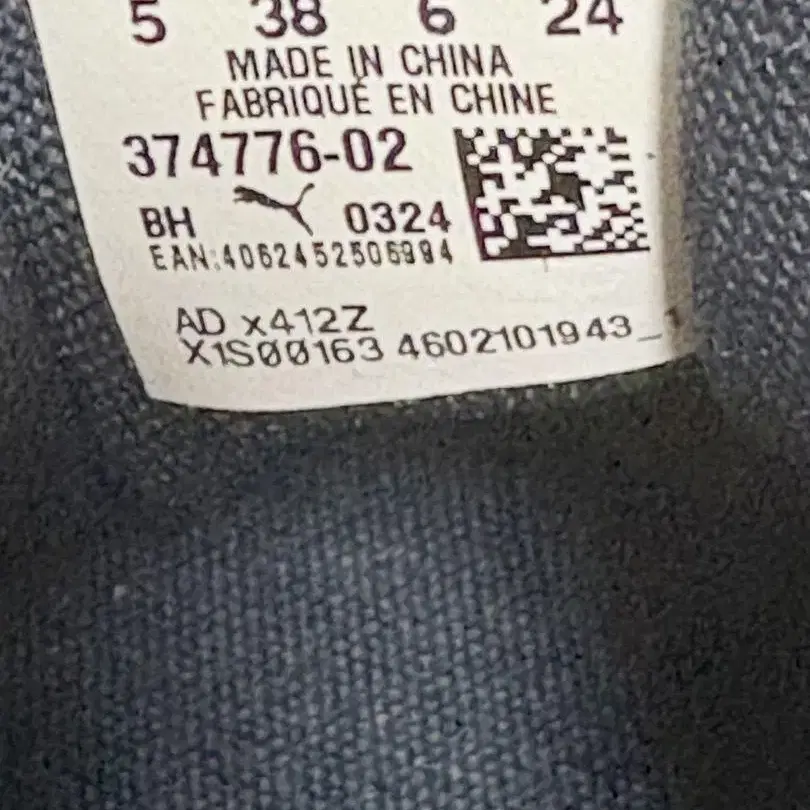 5 38 6 24
MADE IN CHINA
FABRIQUÉ EN CHINE
374776-02
BH 0324
EAN:4062452506994
AD x412Z
X1S00163 4602101943_1